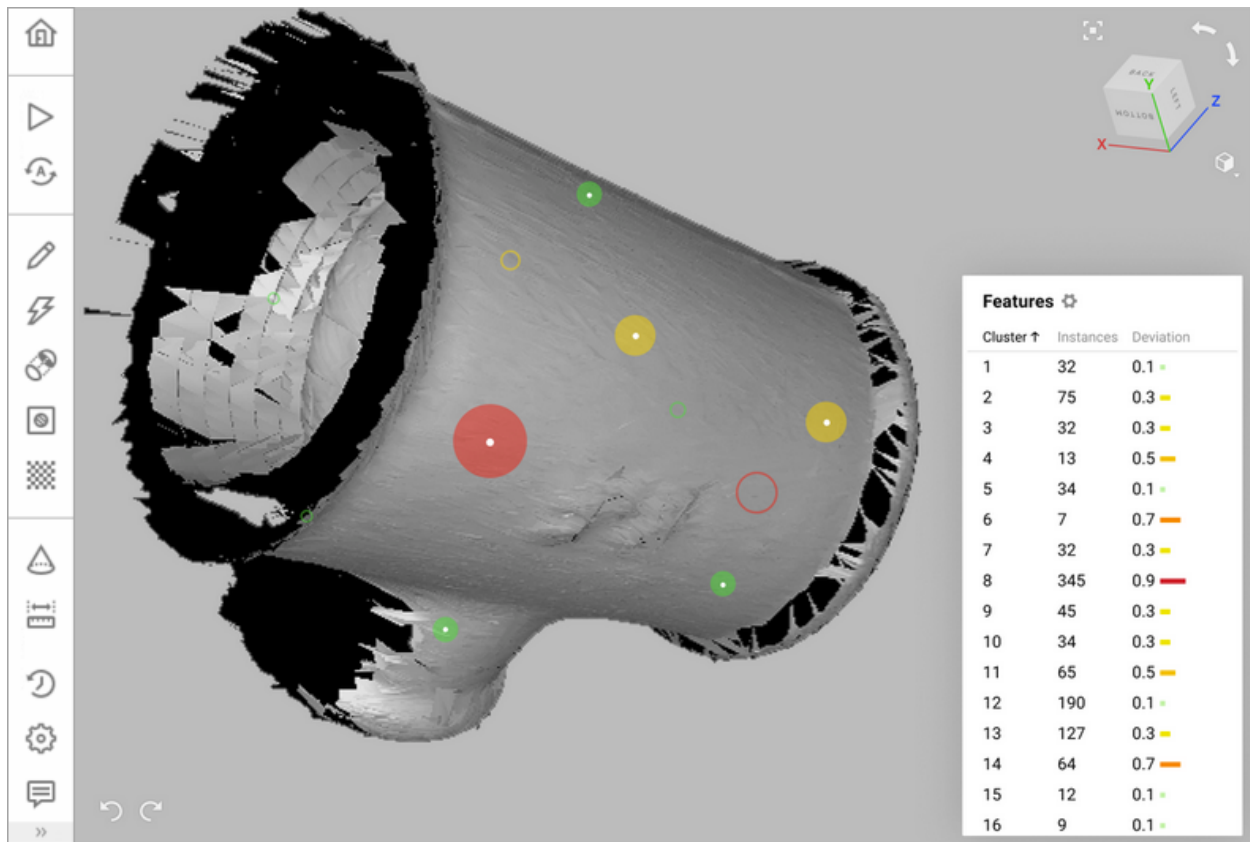 A
BACK
LEFT
BOTTOM
Y
Z
X
Features
Cluster ↑ Instances Deviation
1 32 0.1
2 75 0.3
3 32 0.3
4 13 0.5
5 34 0.1
6 7 0.7
7 32 0.3
8 345 0.9
9 45 0.3
10 34 0.3
11 65 0.5
12 190 0.1
13 127 0.3
14 64 0.7
15 12 0.1
16 9 0.1
»